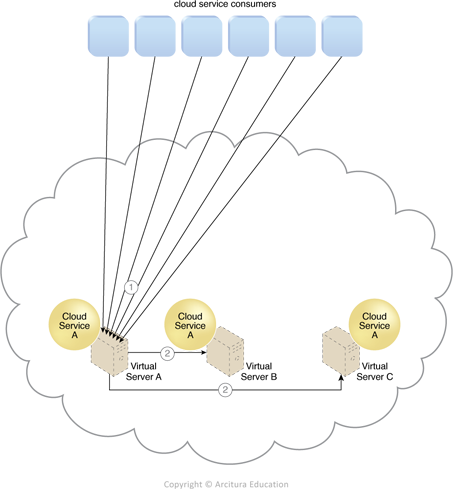 cloud service consumers
1
Cloud
Service
A
Cloud
Service
A
Cloud
Service
A
2
Virtual
Server A
Virtual
Server B
Virtual
Server C
2
Copyright © Arcitura Education